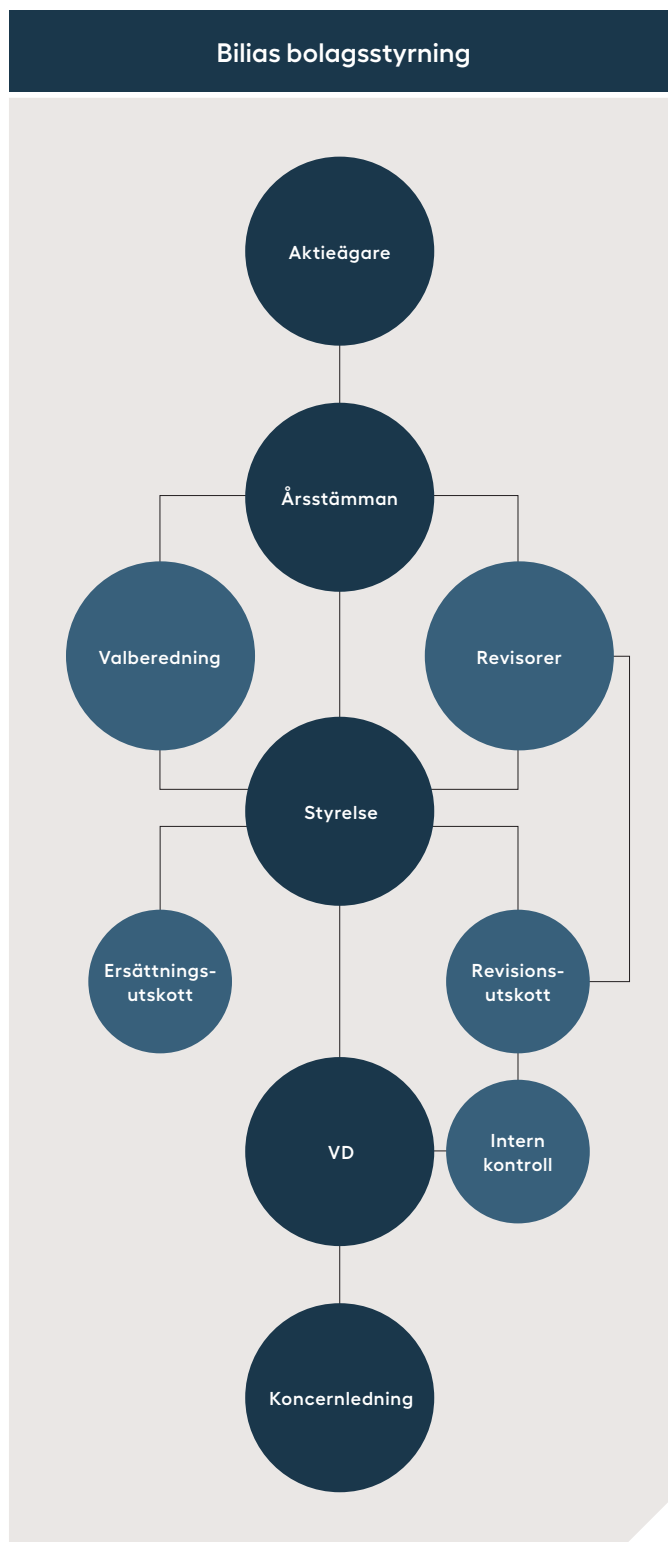 Bilias bolagsstyrning
Aktieägare
Årsstämman
Valberedning
Revisorer
Styrelse
Ersättnings-
utskott
Revisions-
utskott
VD
Intern
kontroll
Koncernledning